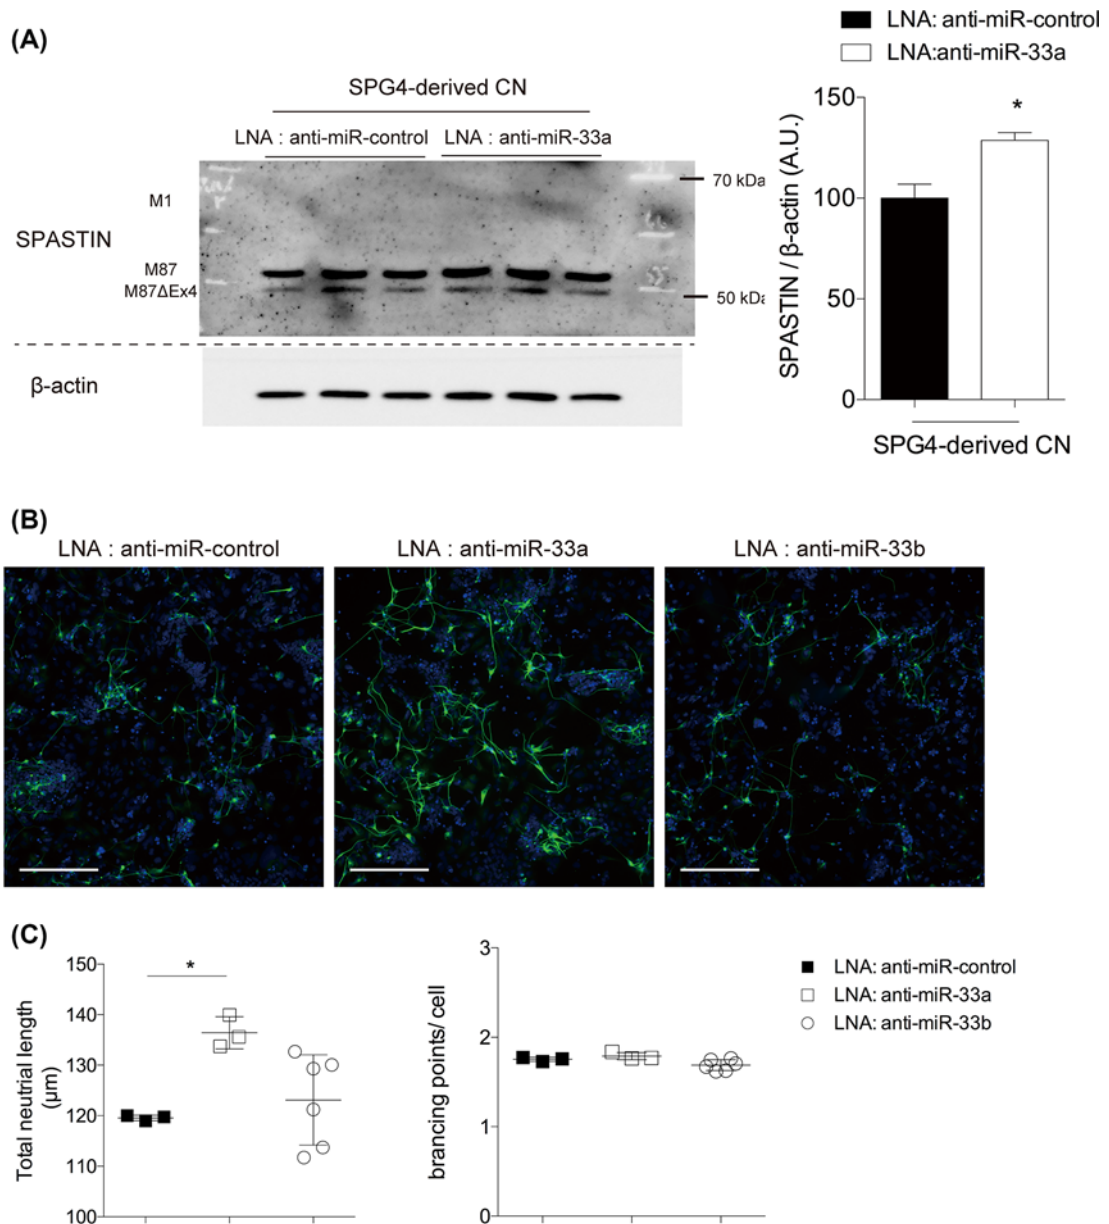 (A)
SPG4-derived CN
LNA : anti-miR-control LNA : anti-miR-33a
70 kDa
M1
SPASTIN
M87
M87ΔEx4
50 kDa
β-actin
LNA: anti-miR-control
LNA:anti-miR-33a
SPASTIN / β-actin (A.U.)
150
100
50
0
*
SPG4-derived CN
(B)
LNA : anti-miR-control LNA : anti-miR-33a LNA : anti-miR-33b
(C)
Total neutrial length
(μm)
150
140
130
120
110
100
*
brancing points/ cell
3
2
1
0
LNA: anti-miR-control
LNA: anti-miR-33a
LNA: anti-miR-33b